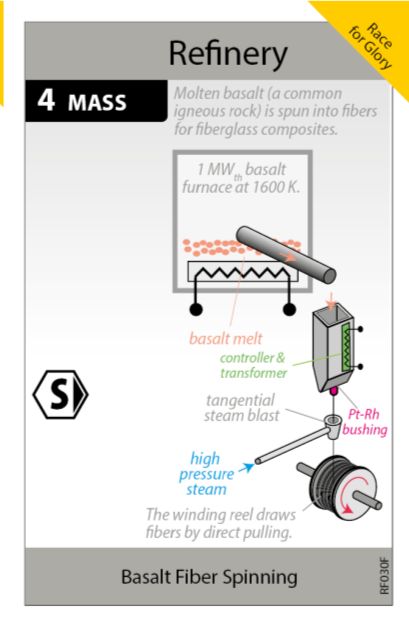 Race
for Glory
Refinery
4 MASS
Molten basalt (a common
igneous rock) is spun into fibers
for fiberglass composites.
1 MWth basalt
furnace at 1600 K.
basalt melt
controller &
transformer
S
tangential
steam blast
Pt-Rh
bushing
high
pressure
steam
The winding reel draws
fibers by direct pulling.
Basalt Fiber Spinning
RF030F